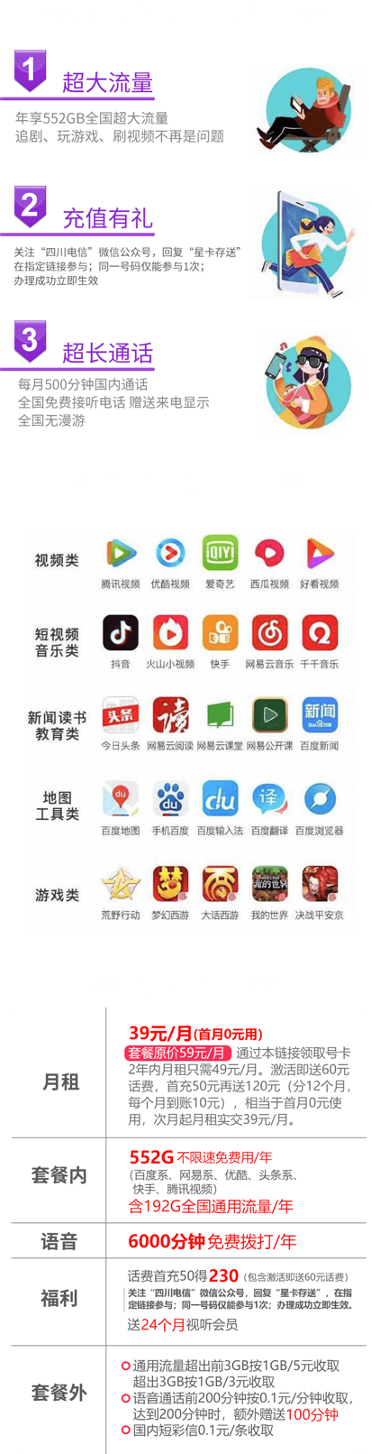 1
超大流量
年享552GB全国超大流量
追剧、玩游戏、刷视频不再是问题
2
充值有礼
关注“四川电信”微信公众号，回复“星卡存送”
在指定链接参与；同一号码仅能参与1次；
办理成功立即生效
3
超长通话
每月500分钟国内通话
全国免费接听电话 赠送来电显示
全国无漫游
视频类
iQIYI
腾讯视频 优酷视频 爱奇艺 西瓜视频 好看视频
短视频
音乐类
抖音 火山小视频 快手 网易云音乐 千千音乐
新闻读书
教育类
头条 读 新闻
今日头条 网易云阅读 网易云课堂 网易公开课 百度新闻
地图
工具类
du du du 译
百度地图 手机百度 百度输入法 百度翻译 百度浏览器
游戏类
梦 西 我的世界
荒野行动 梦幻西游 大话西游 我的世界 决战平安京
月租
39元/月(首月0元用)
套餐原价59元/月 通过本链接领取号卡
2年内月租只需49元/月。激活即送60元
话费，首充50元再送120元（分12个月，
每个月到账10元），相当于首月0元使
用，次月起月租实交39元/月。
套餐内
552G 不限速免费用/年
（百度系、网易系、优酷、头条系、
快手、腾讯视频）
含192G全国通用流量/年
语音
6000分钟 免费拨打/年
福利
话费首充50得230（包含激活即送60元话费）
关注“四川电信”微信公众号，回复“星卡存送”，在指
定链接参与；同一号码仅能参与1次；办理成功立即生效。
送24个月视听会员
套餐外
通用流量超出前3GB按1GB/5元收取
超出3GB按1GB/3元收取
语音通话前200分钟按0.1元/分钟收取，
达到200分钟时，额外赠送100分钟
国内短彩信0.1元/条收取